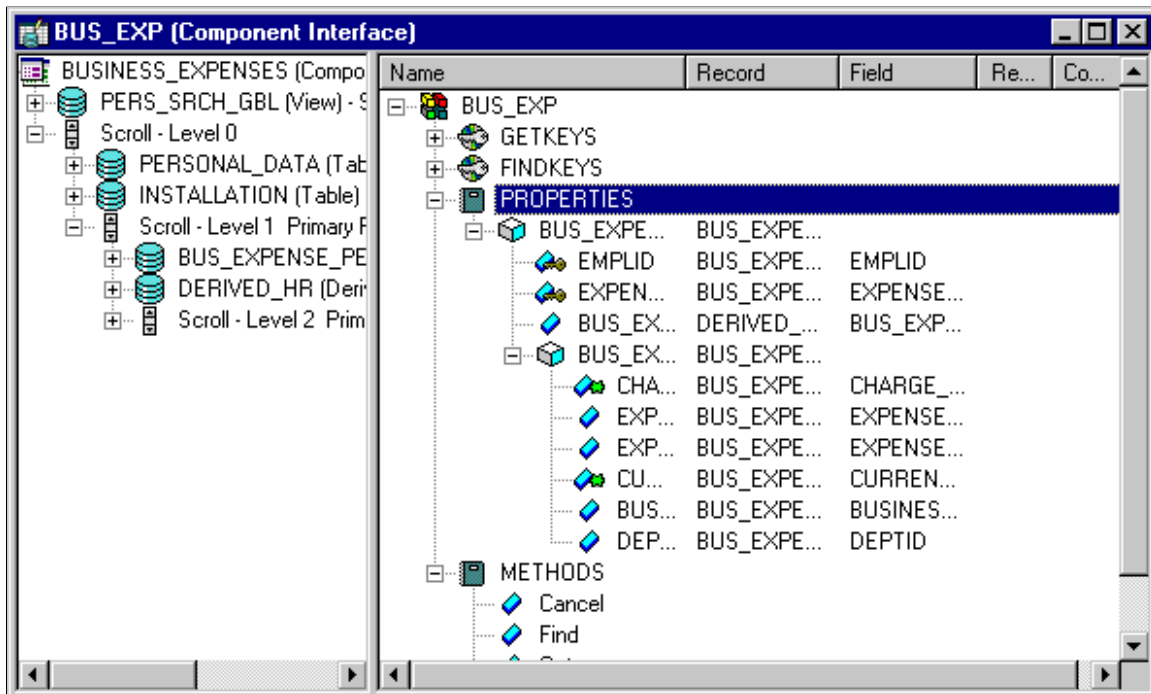 BUS_EXP (Component Interface)
BUSINESS_EXPENSES (Compo
PERS_SRCH_GBL (View) - S
Scroll - Level 0
PERSONAL_DATA (Tab
INSTALLATION (Table)
Scroll - Level 1 Primary
BUS_EXPENSE_PE
DERIVED_HR (Deri
Scroll - Level 2 Prim
Name Record Field Re... Co...
BUS_EXP
GETKEYS
FINDKEYS
PROPERTIES
BUS_EXPE... BUS_EXPE...
EMPLID BUS_EXPE... EMPLID
EXPEN... BUS_EXPE... EXPENSE...
BUS_EX... DERIVED_... BUS_EXP...
BUS_EX... BUS_EXPE...
CHA... BUS_EXPE... CHARGE_...
EXP... BUS_EXPE... EXPENSE...
EXP... BUS_EXPE... EXPENSE...
CU... BUS_EXPE... CURREN...
BUS... BUS_EXPE... BUSINES...
DEP... BUS_EXPE... DEPTID
METHODS
Cancel
Find